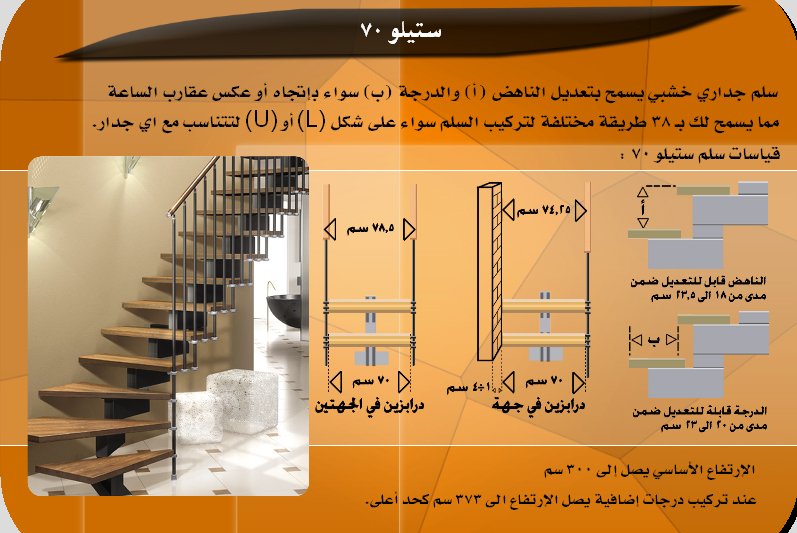 ستيلو ٧٠
سلم جداري خشبي يسمح بتعديل الناهض (أ) والدرجة (ب) سواء بإتجاه أو عكس عقارب الساعة
مما يسمح لك بـ ٣٨ طريقة مختلفة لتركيب السلم سواء على شكل (L) أو (U) لتتناسب مع اي جدار.
قياسات سلم ستيلو ٧٠ :
٧٨,٥ سم
٧٠ سم
درابزين في الجهتين
٧٤,٢٥ سم
٧٠ سم
١÷٤ سم
درابزين في جهة
أ
الناهض قابل للتعديل ضمن
مدى من ١٨ الى ٢٣,٥ سم
ب
الدرجة قابلة للتعديل ضمن
مدى من ٢٠ الى ٢٣ سم
الإرتفاع الأساسي يصل إلى ٣٠٠ سم
عند تركيب درجات إضافية يصل الإرتفاع الى ٣٧٣ سم كحد أعلى.